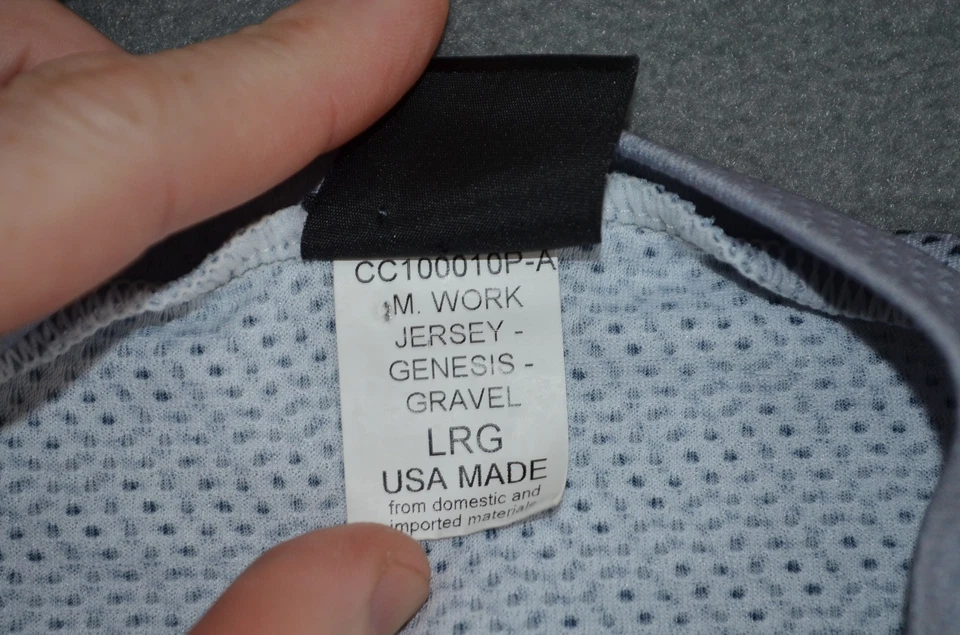 CC100010P-A
M. WORK
JERSEY -
GENESIS -
GRAVEL
LRG
USA MADE
from domestic and
imported materials